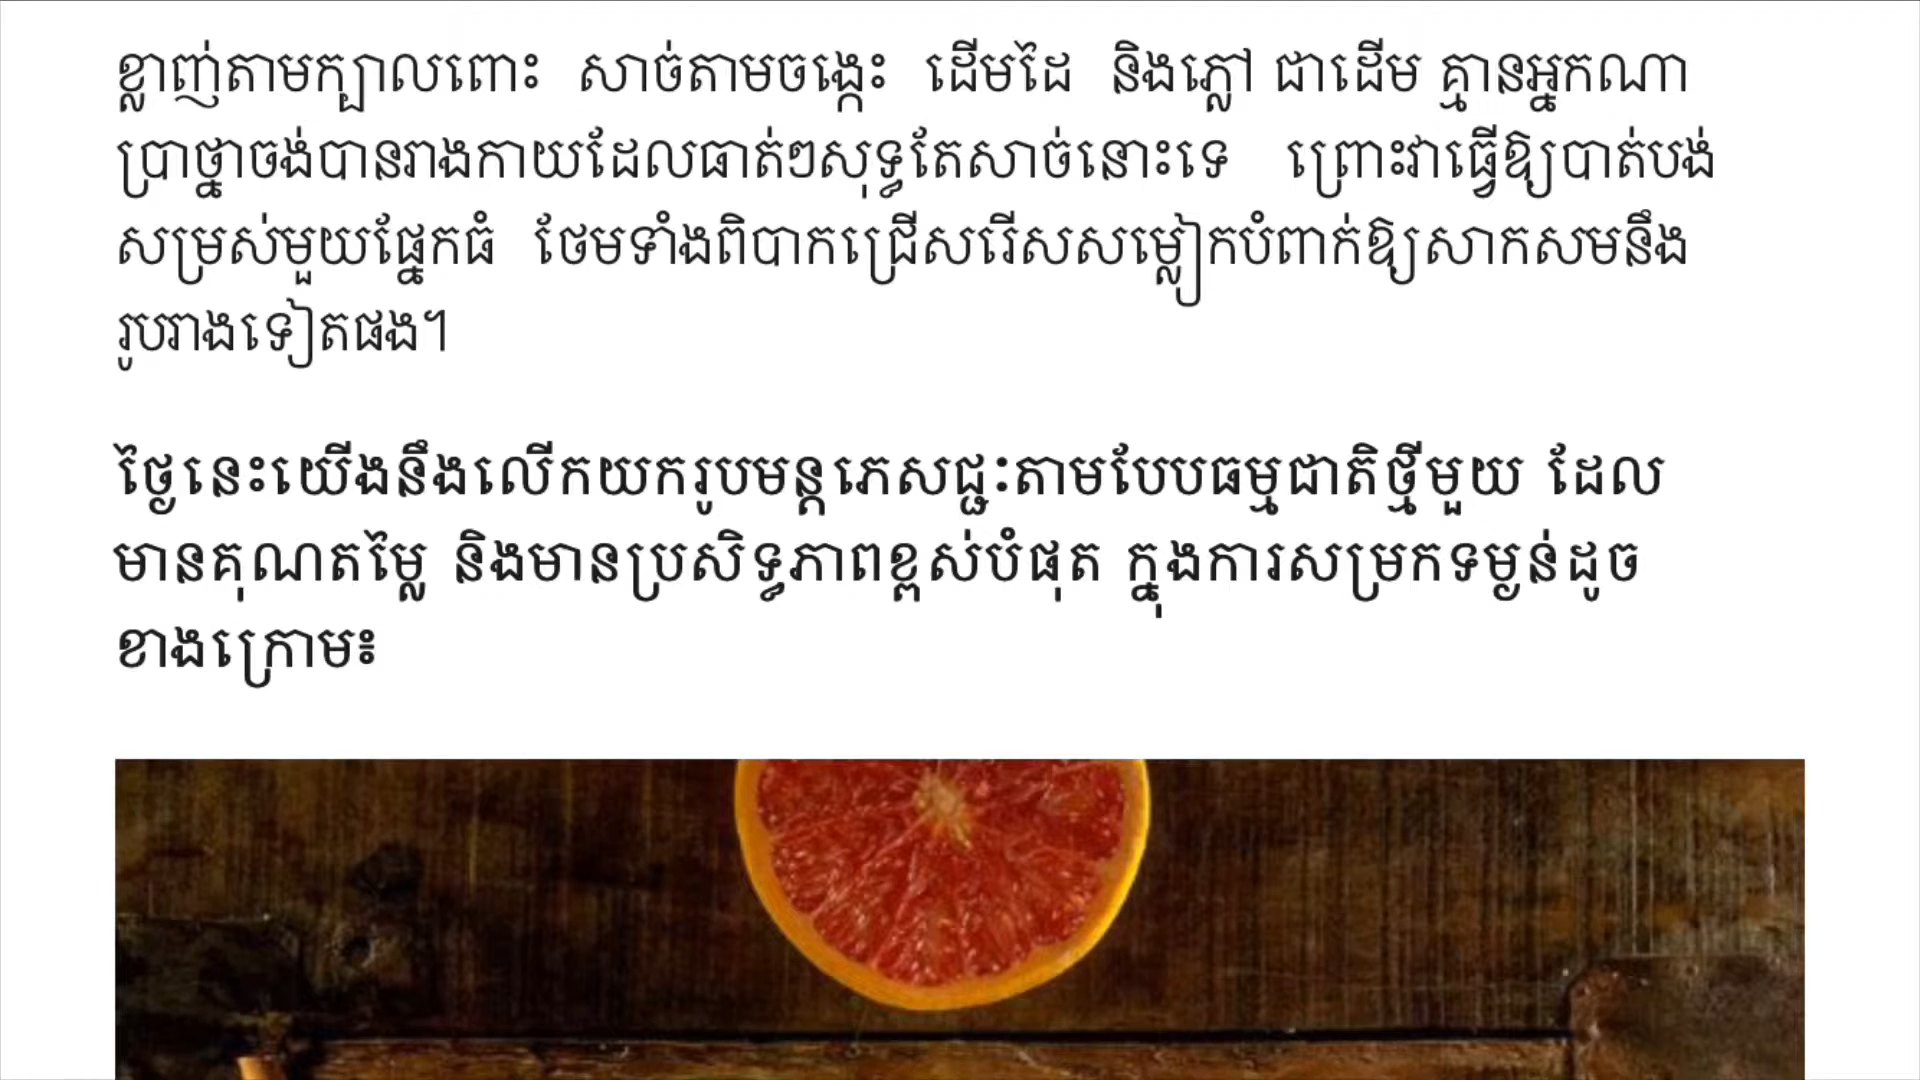 ខ្លាញ់តាមក្បាលពោះ សាច់តាមចង្កេះ ដើមដៃ និងភ្លៅ ជាដើម គ្មានអ្នកណា
ប្រាថ្នាចង់បានរាងកាយដែលធាត់ៗសុទ្ធតែសាច់នោះទេ ព្រោះវាធ្វើឱ្យបាត់បង់
សម្រស់មួយផ្នែកធំ ថែមទាំងពិបាកជ្រើសរើសសម្លៀកបំពាក់ឱ្យសាកសមនឹង
រូបរាងទៀតផង។
ថ្ងៃនេះយើងនឹងលើកយករូបមន្តភេសជ្ជៈតាមបែបធម្មជាតិថ្មីមួយ ដែល
មានគុណតម្លៃ និងមានប្រសិទ្ធភាពខ្ពស់បំផុត ក្នុងការសម្រកទម្ងន់ដូច
ខាងក្រោម៖